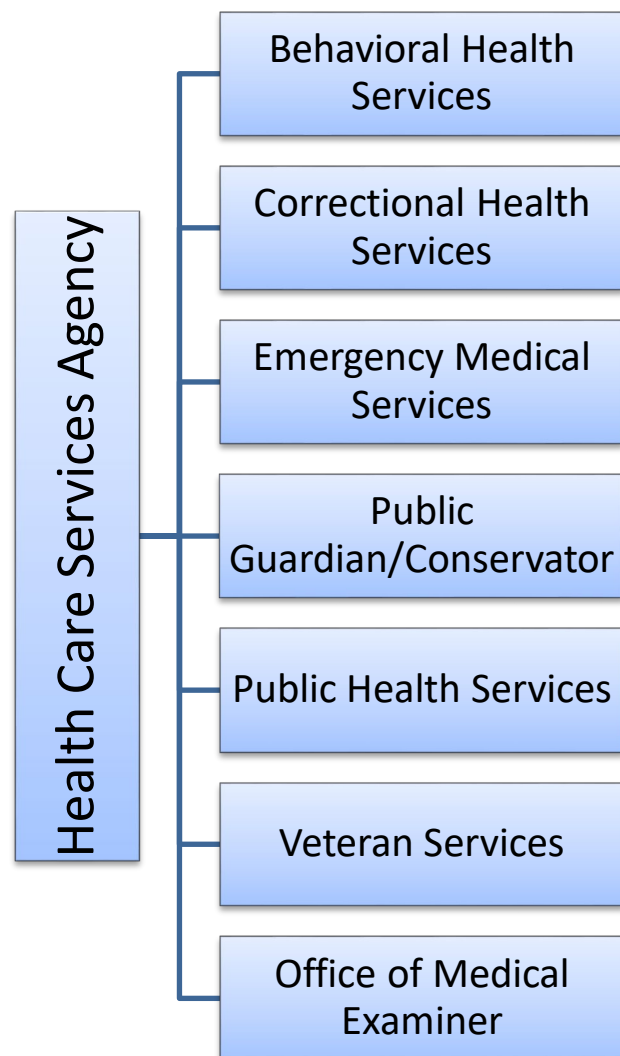 Health Care Services Agency
Behavioral Health
Services
Correctional Health
Services
Emergency Medical
Services
Public
Guardian/Conservator
Public Health Services
Veteran Services
Office of Medical
Examiner